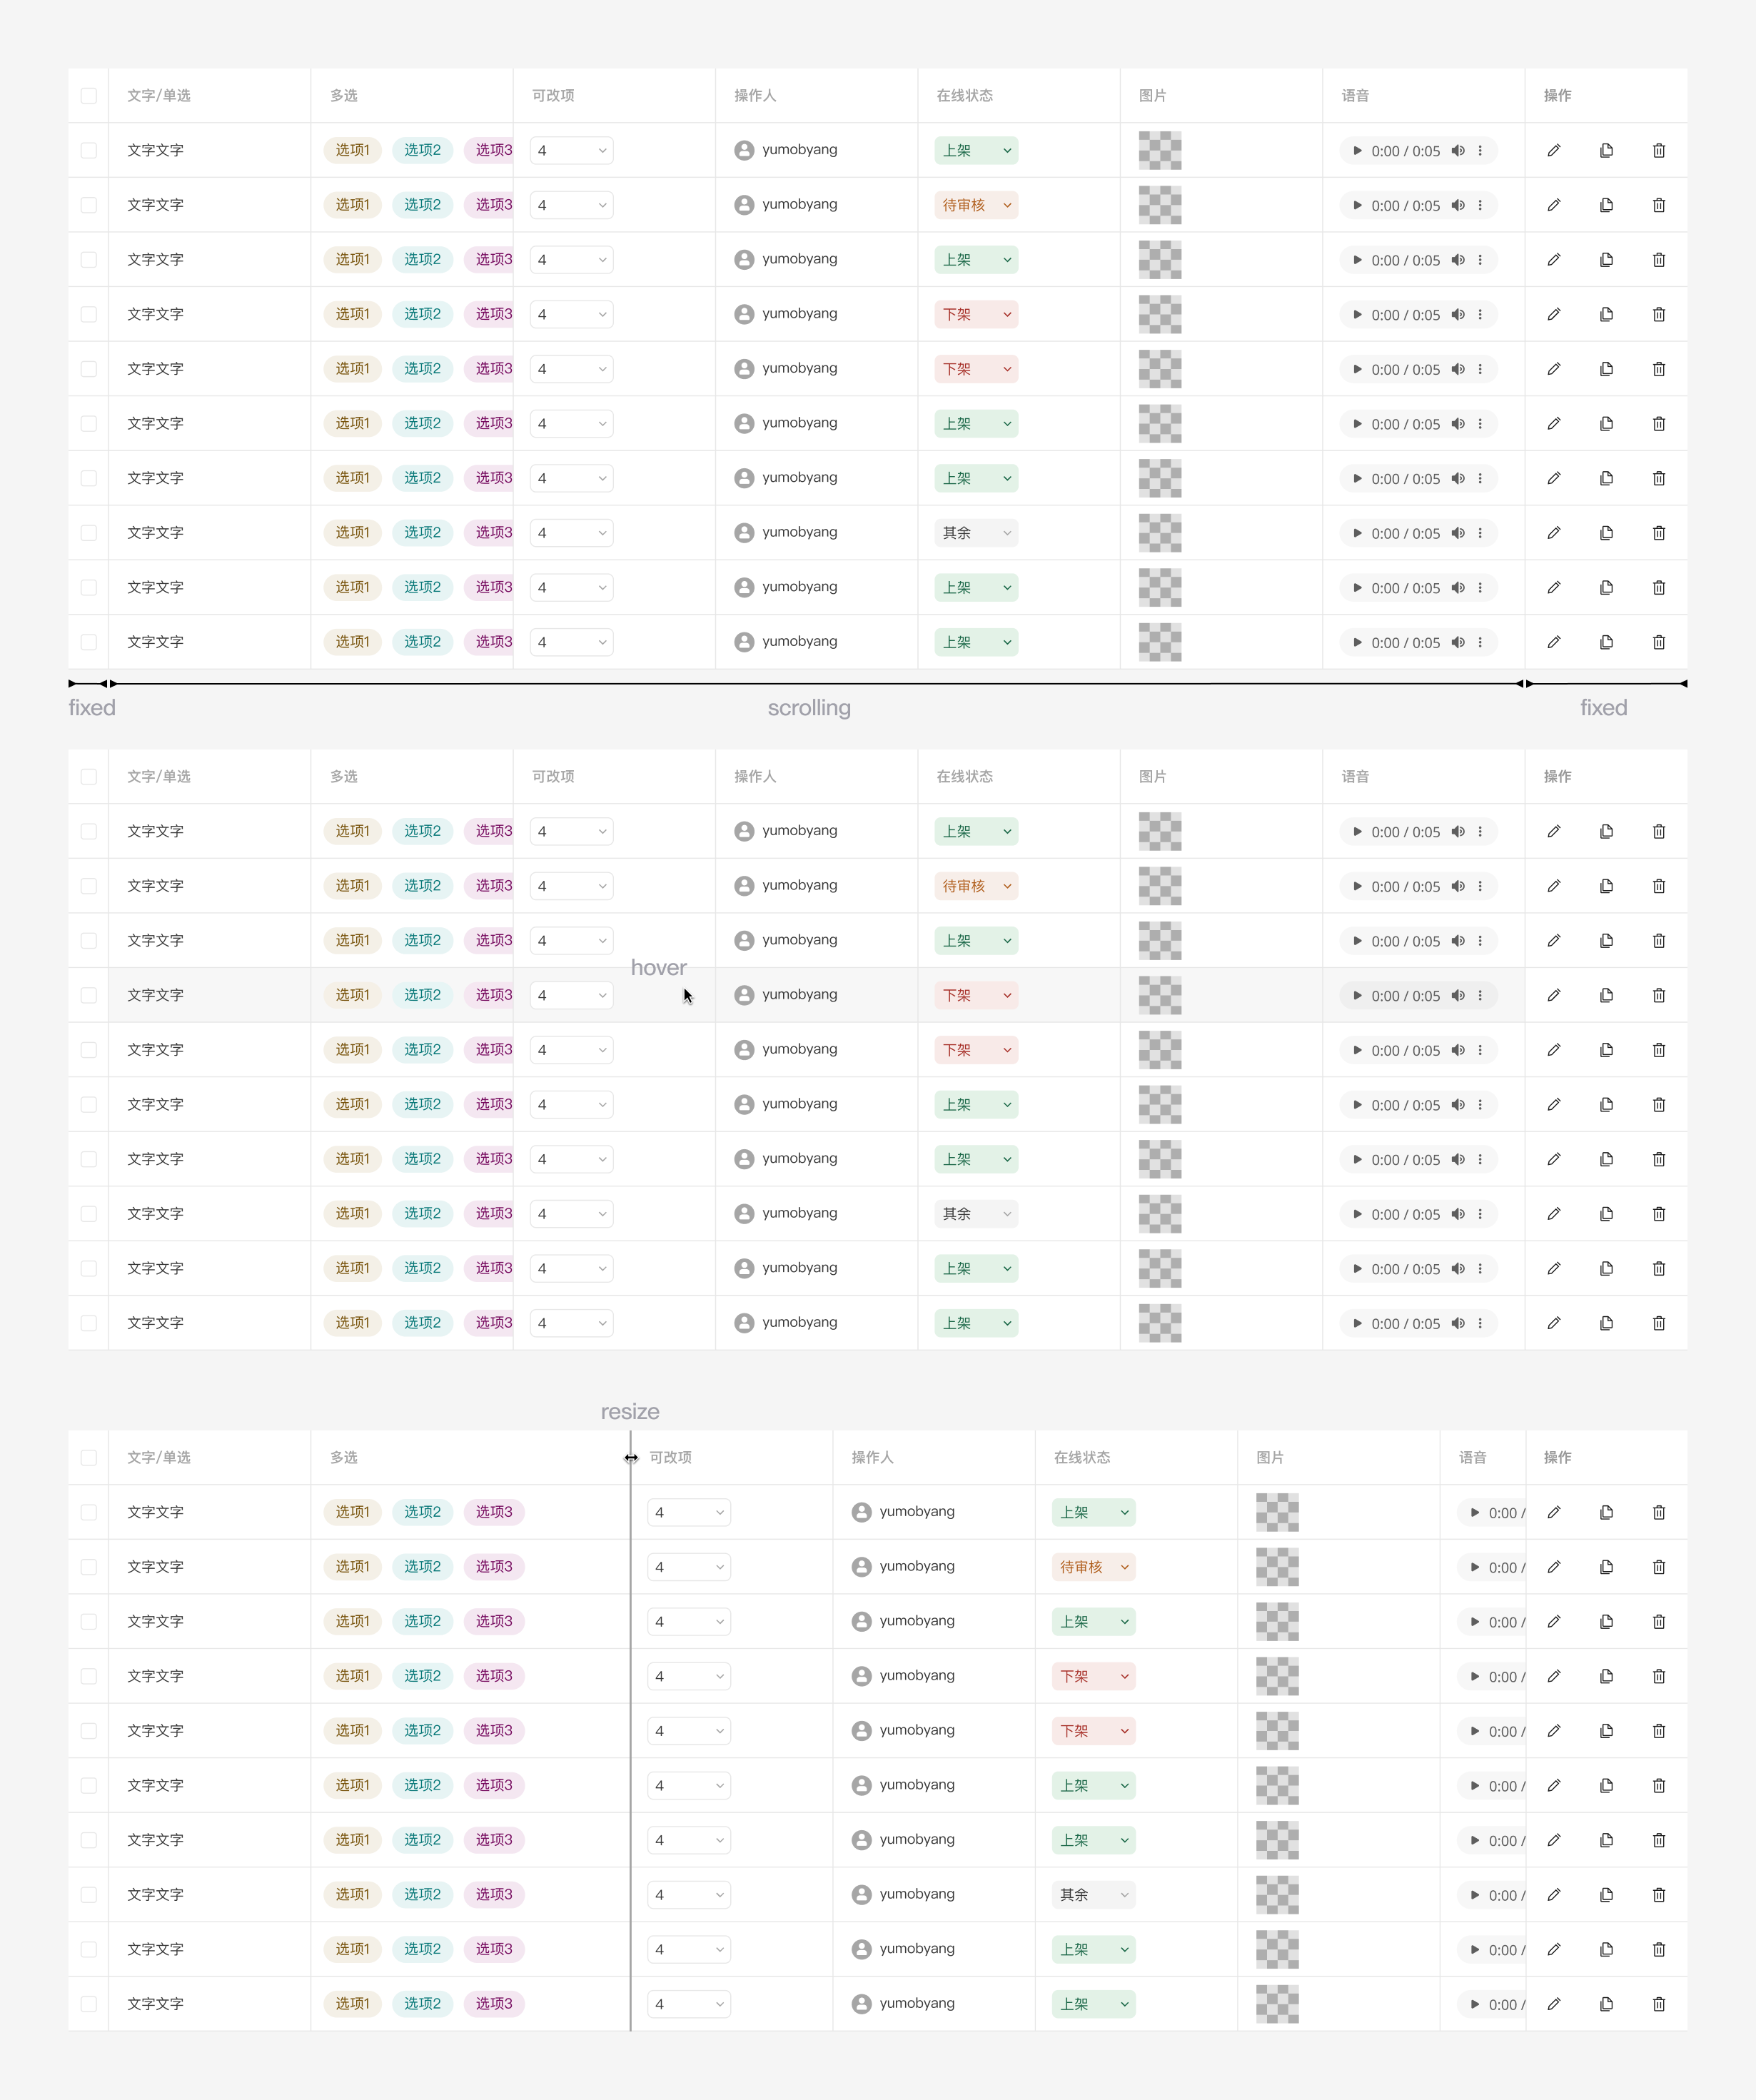 文字/单选 多选 可改项 操作人 在线状态 图片 语音 操作
文字文字 选项1 选项2 选项3 4 yumobyang 上架 0:00 / 0:05
文字文字 选项1 选项2 选项3 4 yumobyang 待审核 0:00 / 0:05
文字文字 选项1 选项2 选项3 4 yumobyang 上架 0:00 / 0:05
文字文字 选项1 选项2 选项3 4 yumobyang 下架 0:00 / 0:05
文字文字 选项1 选项2 选项3 4 yumobyang 下架 0:00 / 0:05
文字文字 选项1 选项2 选项3 4 yumobyang 上架 0:00 / 0:05
文字文字 选项1 选项2 选项3 4 yumobyang 上架 0:00 / 0:05
文字文字 选项1 选项2 选项3 4 yumobyang 其余 0:00 / 0:05
文字文字 选项1 选项2 选项3 4 yumobyang 上架 0:00 / 0:05
文字文字 选项1 选项2 选项3 4 yumobyang 上架 0:00 / 0:05
fixed scrolling fixed
文字/单选 多选 可改项 操作人 在线状态 图片 语音 操作
文字文字 选项1 选项2 选项3 4 yumobyang 上架 0:00 / 0:05
文字文字 选项1 选项2 选项3 4 yumobyang 待审核 0:00 / 0:05
文字文字 选项1 选项2 选项3 4 yumobyang 上架 0:00 / 0:05
hover
文字文字 选项1 选项2 选项3 4 yumobyang 下架 0:00 / 0:05
文字文字 选项1 选项2 选项3 4 yumobyang 下架 0:00 / 0:05
文字文字 选项1 选项2 选项3 4 yumobyang 上架 0:00 / 0:05
文字文字 选项1 选项2 选项3 4 yumobyang 上架 0:00 / 0:05
文字文字 选项1 选项2 选项3 4 yumobyang 其余 0:00 / 0:05
文字文字 选项1 选项2 选项3 4 yumobyang 上架 0:00 / 0:05
文字文字 选项1 选项2 选项3 4 yumobyang 上架 0:00 / 0:05
resize
文字/单选 多选 可改项 操作人 在线状态 图片 语音 操作
文字文字 选项1 选项2 选项3 4 yumobyang 上架 0:00 /
文字文字 选项1 选项2 选项3 4 yumobyang 待审核 0:00 /
文字文字 选项1 选项2 选项3 4 yumobyang 上架 0:00 /
文字文字 选项1 选项2 选项3 4 yumobyang 下架 0:00 /
文字文字 选项1 选项2 选项3 4 yumobyang 下架 0:00 /
文字文字 选项1 选项2 选项3 4 yumobyang 上架 0:00 /
文字文字 选项1 选项2 选项3 4 yumobyang 上架 0:00 /
文字文字 选项1 选项2 选项3 4 yumobyang 其余 0:00 /
文字文字 选项1 选项2 选项3 4 yumobyang 上架 0:00 /
文字文字 选项1 选项2 选项3 4 yumobyang 上架 0:00 /